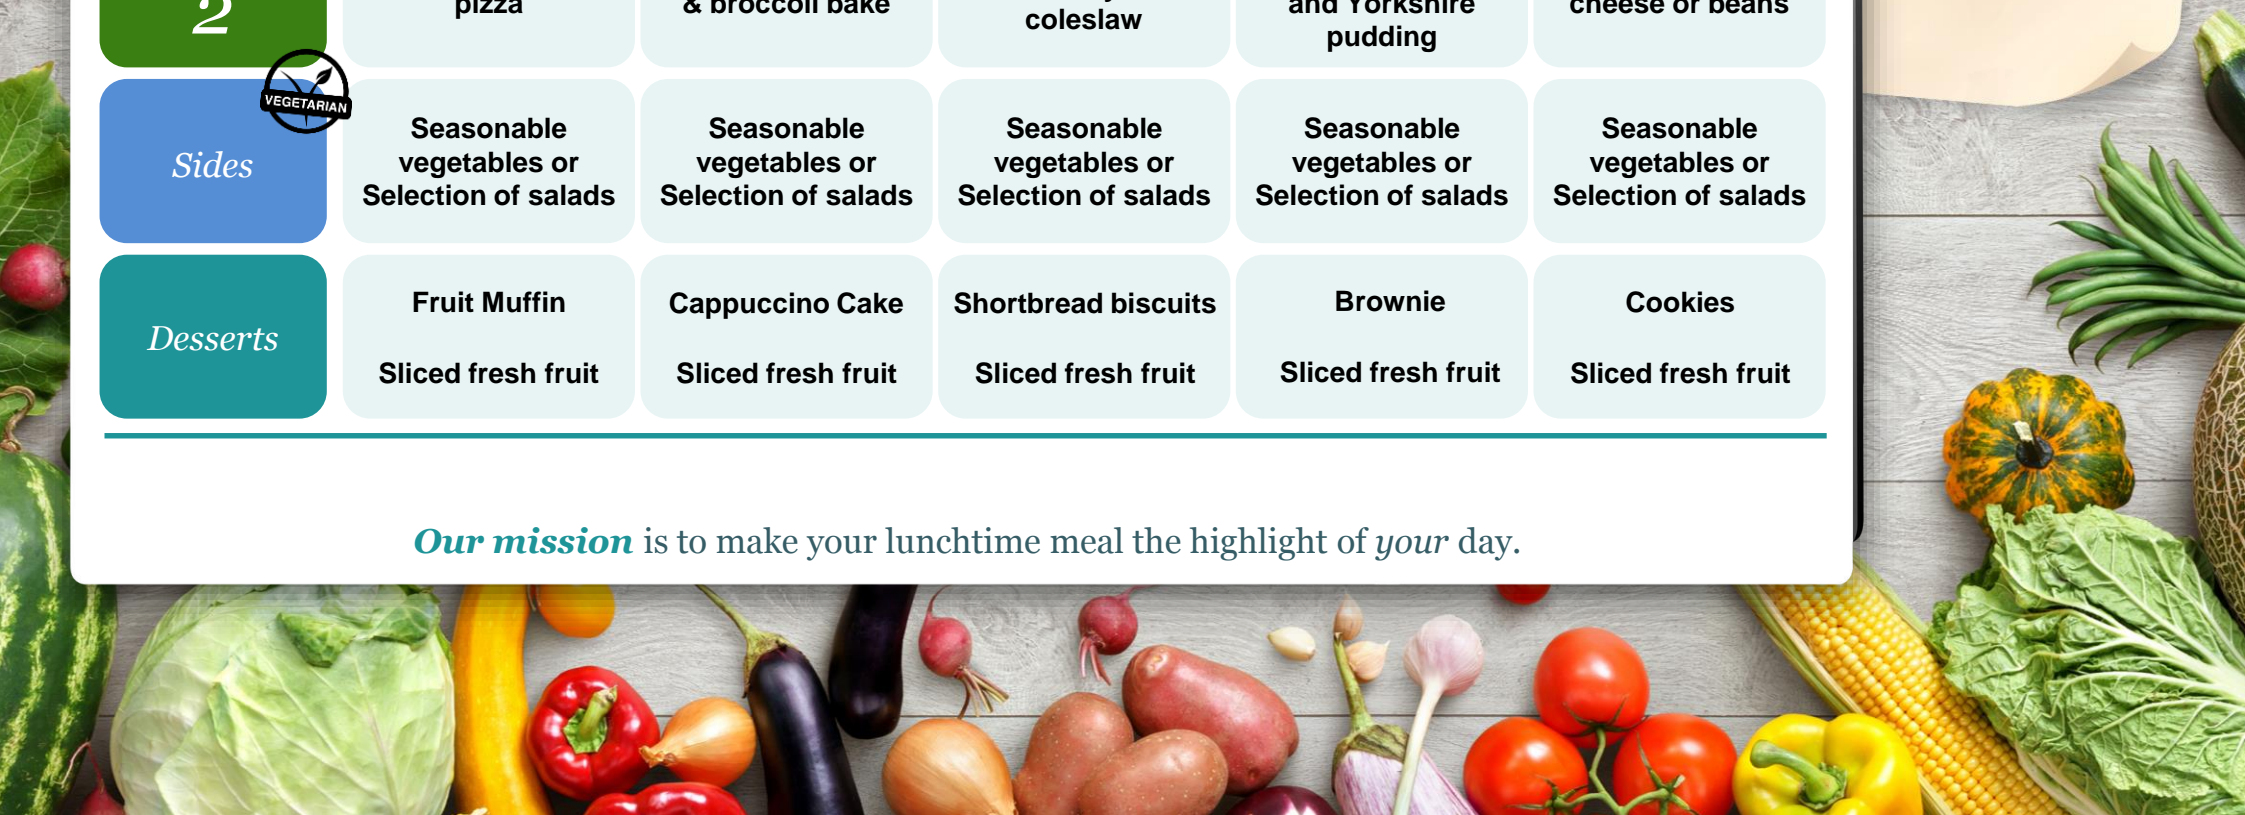 2
pizza
& broccoli bake
coleslaw
and Yorkshire
pudding
cheese or beans
VEGETARIAN
Sides
Seasonable
vegetables or
Selection of salads
Seasonable
vegetables or
Selection of salads
Seasonable
vegetables or
Selection of salads
Seasonable
vegetables or
Selection of salads
Seasonable
vegetables or
Selection of salads
Desserts
Fruit Muffin
Sliced fresh fruit
Cappuccino Cake
Sliced fresh fruit
Shortbread biscuits
Sliced fresh fruit
Brownie
Sliced fresh fruit
Cookies
Sliced fresh fruit
Our mission is to make your lunchtime meal the highlight of your day.